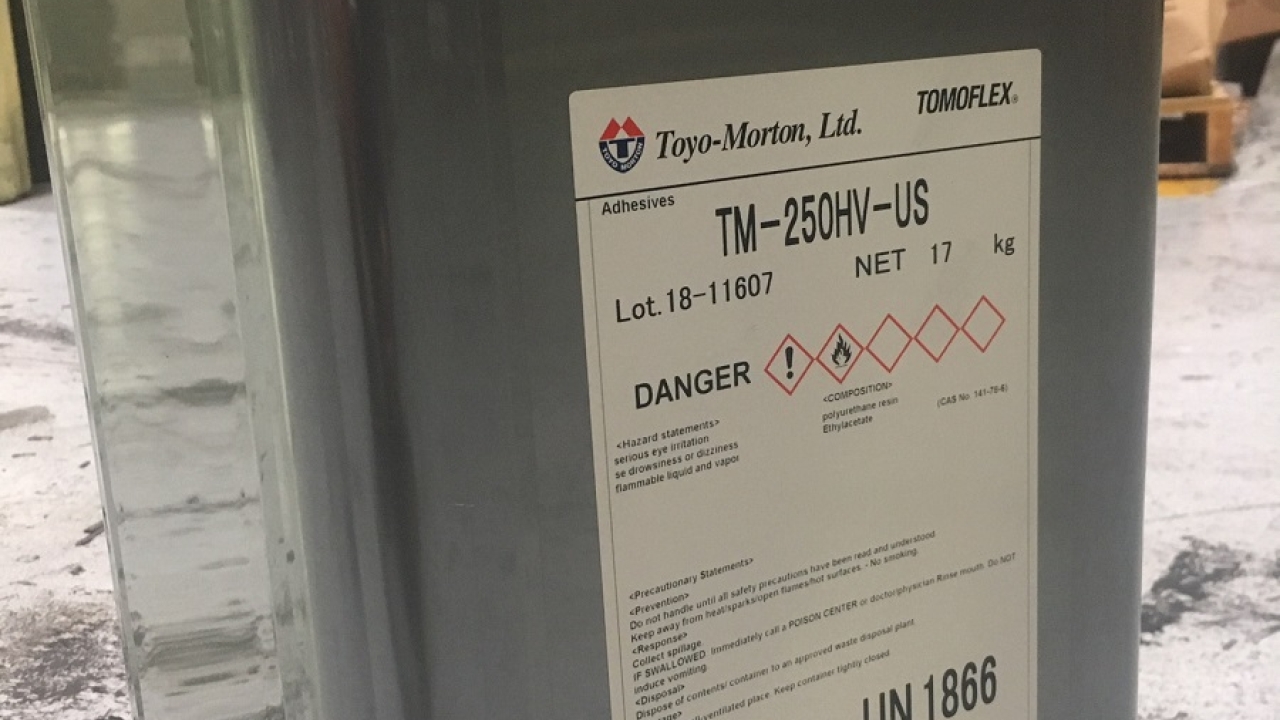 TOYO MORTON
Toyo-Morton, Ltd.
TOMOFLEX®
Adhesives
TM-250HV-US
Lot. 18-11607 NET 17 kg
DANGER
<COMPOSITION>
polyurethane resin
Ethylacetate (CAS No. 141-78-6)
<Hazard statements>
serious eye irritation
se drowsiness or dizziness
flammable liquid and vapor
<Precautionary Statements>
<Prevention>
Do not handle until all safety precautions have been read and understood.
Keep away from heat/sparks/open flames/hot surfaces. - No smoking.
<Response>
Collect spillage.
IF SWALLOWED: Immediately call a POISON CENTER or doctor/physician Rinse mouth. Do NOT
induce vomiting.
<Disposal>
Dispose of contents/ container to an approved waste disposal plant.
ll-ventilated place. Keep container tightly closed.
UN 1866